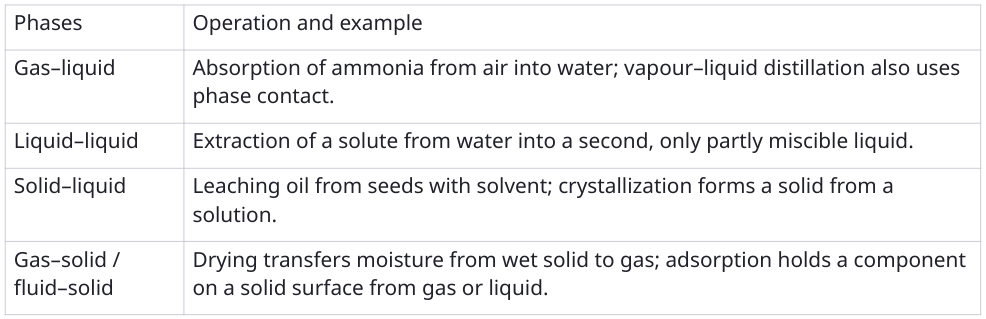 Phases
Operation and example
Gas–liquid
Absorption of ammonia from air into water; vapour–liquid distillation also uses
phase contact.
Liquid–liquid
Extraction of a solute from water into a second, only partly miscible liquid.
Solid–liquid
Leaching oil from seeds with solvent; crystallization forms a solid from a
solution.
Gas–solid /
fluid–solid
Drying transfers moisture from wet solid to gas; adsorption holds a component
on a solid surface from gas or liquid.